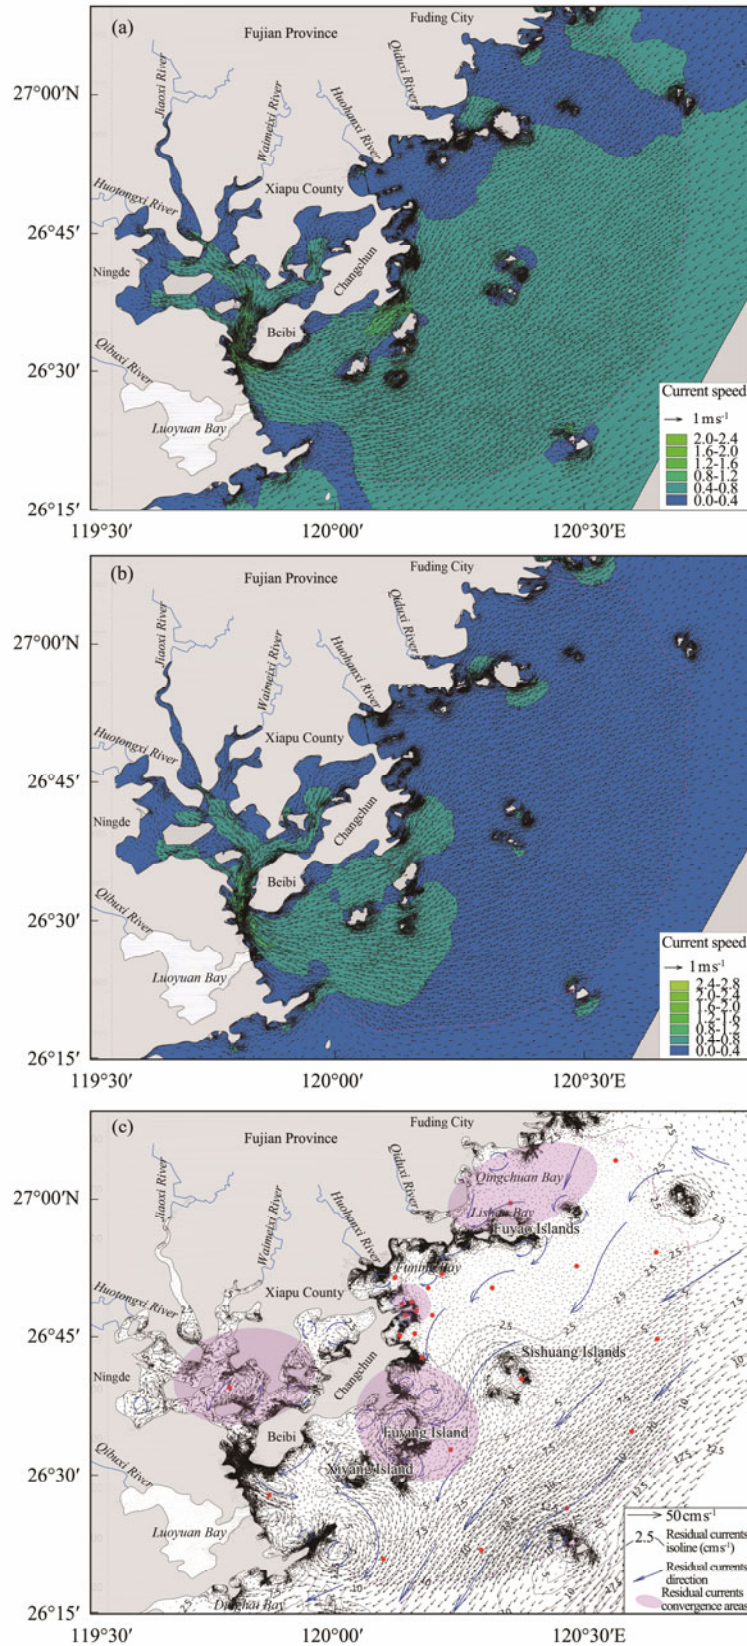 (a)
Fuding City
Fujian Province
27°00′N
Jiaoxi River
Waimeixi River
Huohanxi River
Qiduxi River
Huotongxi River
Xiapu County
26°45′
Ningde
Changchun
Beibi
26°30′
Qibuxi River
Luoyuan Bay
Current speed
1 m s⁻¹
2.0-2.4
1.6-2.0
1.2-1.6
0.8-1.2
0.4-0.8
0.0-0.4
26°15′
119°30′
120°00′
120°30′E
(b)
Fuding City
Fujian Province
27°00′N
Jiaoxi River
Waimeixi River
Huohanxi River
Qiduxi River
Huotongxi River
Xiapu County
26°45′
Ningde
Changchun
Beibi
26°30′
Qibuxi River
Luoyuan Bay
Current speed
1 m s⁻¹
2.4-2.8
2.0-2.4
1.6-2.0
1.2-1.6
0.8-1.2
0.4-0.8
0.0-0.4
26°15′
119°30′
120°00′
120°30′E
(c)
Fuding City
Fujian Province
Qingchuan Bay
27°00′N
Jiaoxi River
Waimeixi River
Huohanxi River
Qiduxi River
Fuyao Islands
Funing Bay
Huotongxi River
Xiapu County
26°45′
Sishuang Islands
Ningde
Changchun
Beibi
Fuyang Island
Xiyang Island
26°30′
Qibuxi River
Luoyuan Bay
50 cm s⁻¹
2.5 Residual currents
isoline (cm s⁻¹)
Residual currents
direction
Residual currents
convergence areas
26°15′
119°30′
120°00′
120°30′E